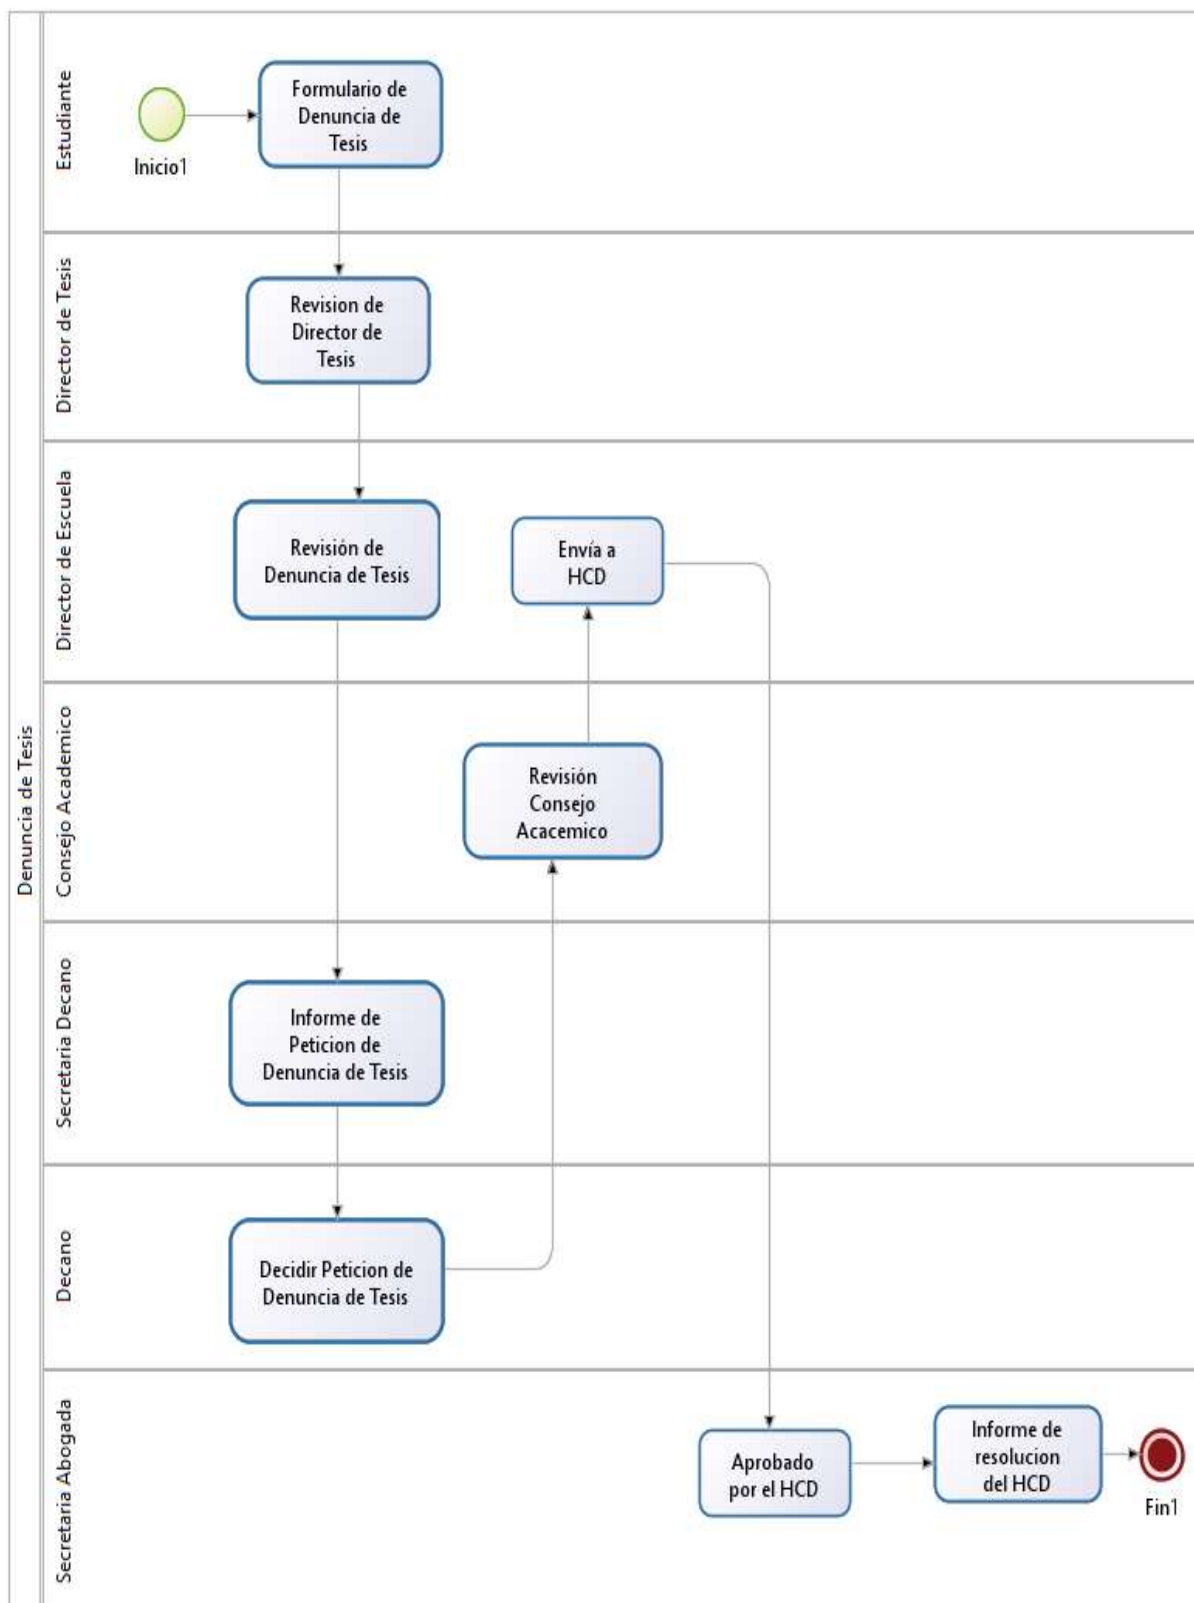 Denuncia de Tesis
Estudiante
Inicio1
Formulario de
Denuncia de
Tesis
Director de Tesis
Revision de
Director de
Tesis
Director de Escuela
Revisión de
Denuncia de Tesis
Envía a
HCD
Consejo Academico
Revisión
Consejo
Acacemico
Secretaria Decano
Informe de
Peticion de
Denuncia de Tesis
Decano
Decidir Peticion de
Denuncia de Tesis
Secretaria Abogada
Aprobado
por el HCD
Informe de
resolucion
del HCD
Fin1